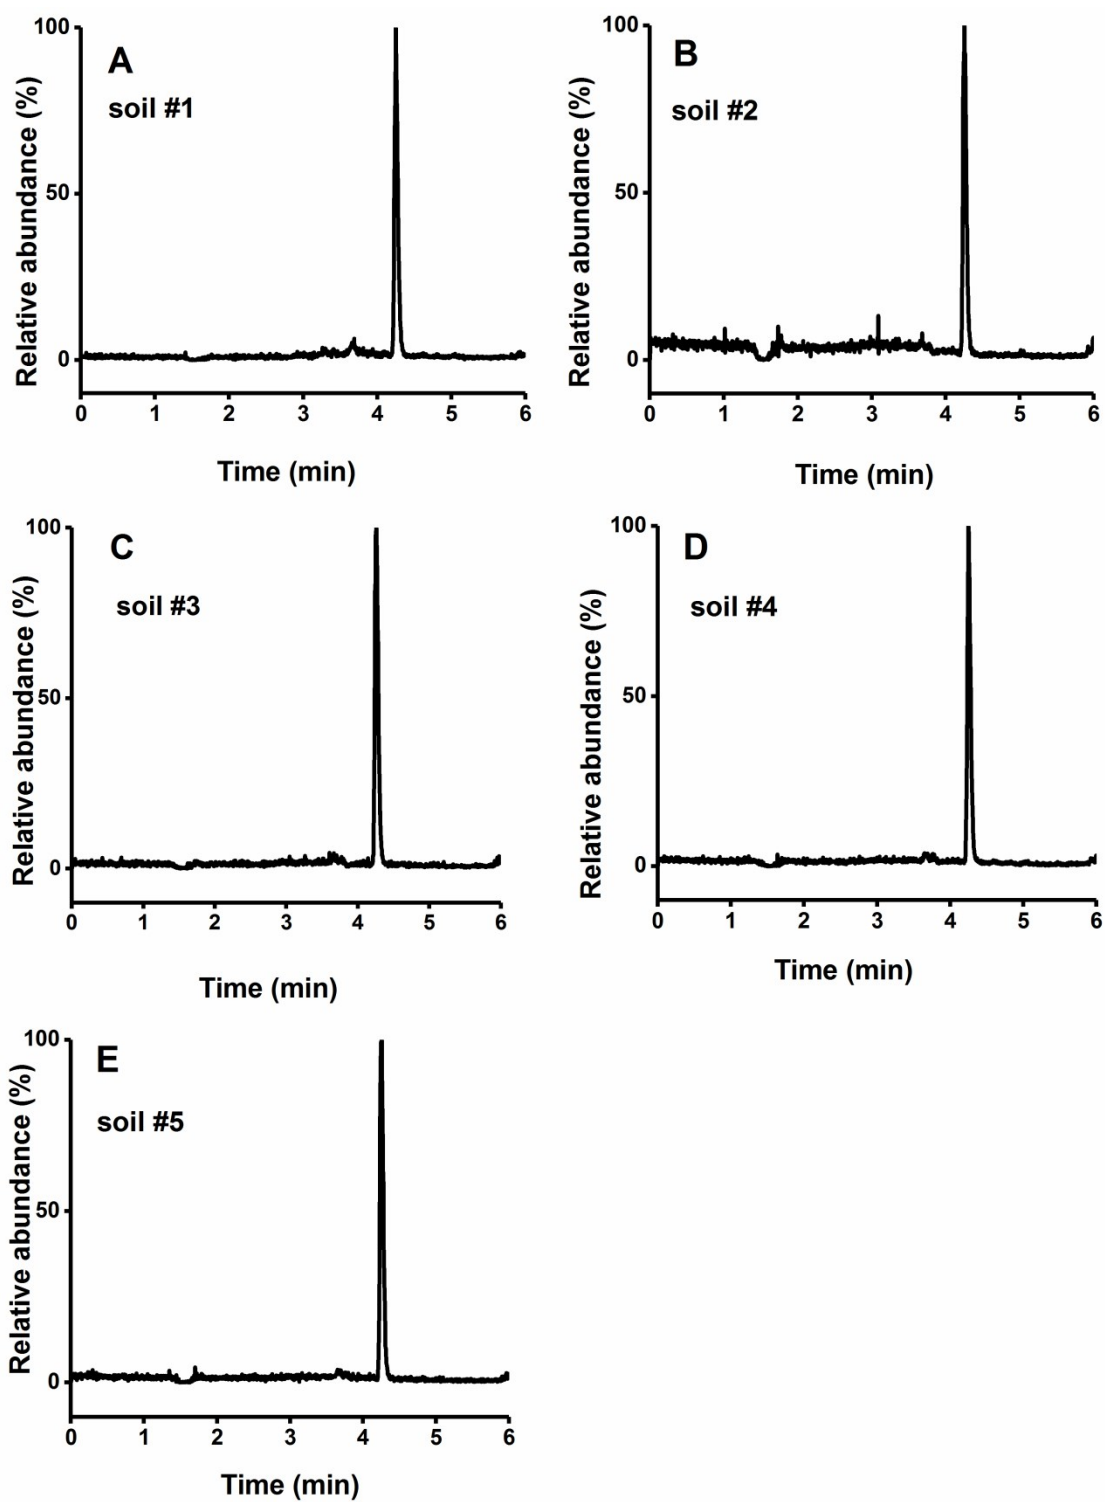 A
soil #1
Relative abundance (%)
100
50
0
0 1 2 3 4 5 6
Time (min)
B
soil #2
Relative abundance (%)
100
50
0
0 1 2 3 4 5 6
Time (min)
C
soil #3
Relative abundance (%)
100
50
0
0 1 2 3 4 5 6
Time (min)
D
soil #4
Relative abundance (%)
100
50
0
0 1 2 3 4 5 6
Time (min)
E
soil #5
Relative abundance (%)
100
50
0
0 1 2 3 4 5 6
Time (min)